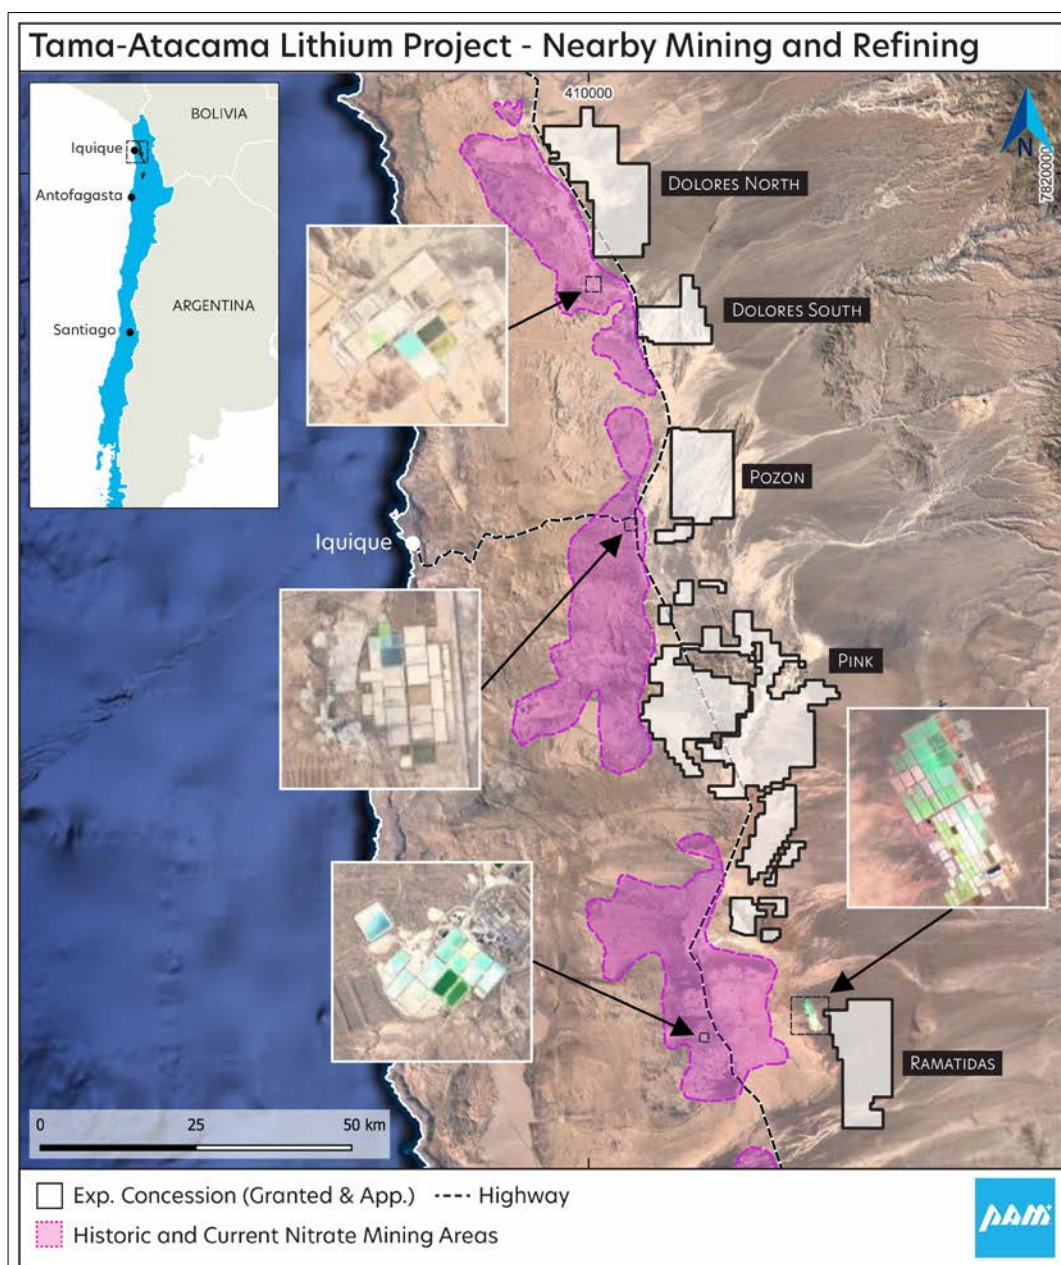 Tama-Atacama Lithium Project - Nearby Mining and Refining
410000
7820000
N
BOLIVIA
Iquique
Antofagasta
ARGENTINA
Santiago
DOLORES NORTH
DOLORES SOUTH
POZON
Iquique
PINK
RAMATIDAS
0 25 50 km
Exp. Concession (Granted & App.) Highway
Historic and Current Nitrate Mining Areas
PAM